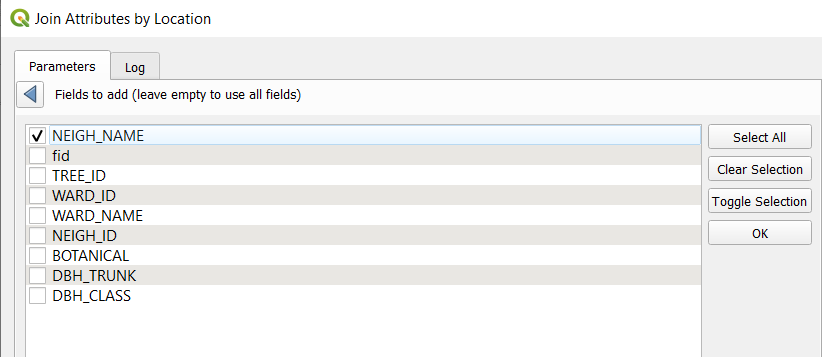 Join Attributes by Location
Parameters
Log
Fields to add (leave empty to use all fields)
NEIGH_NAME
fid
TREE_ID
WARD_ID
WARD_NAME
NEIGH_ID
BOTANICAL
DBH_TRUNK
DBH_CLASS
Select All
Clear Selection
Toggle Selection
OK